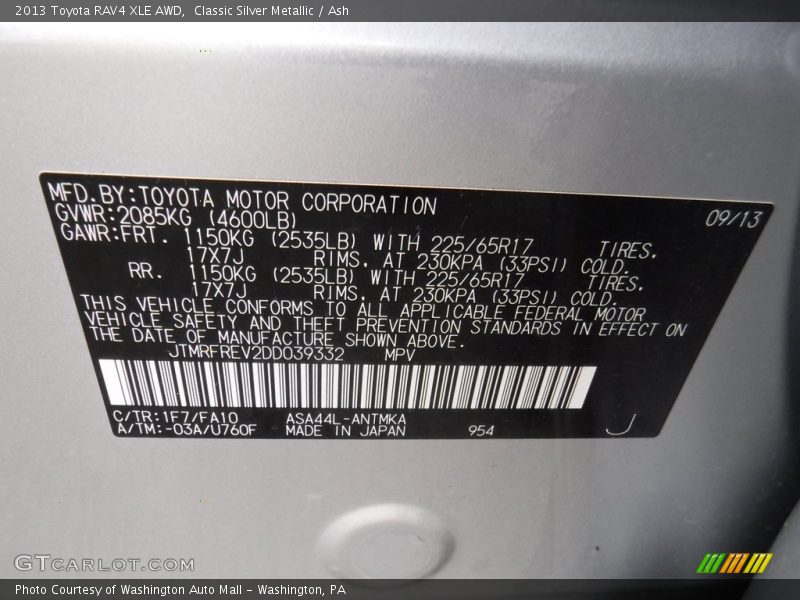 2013 Toyota RAV4 XLE AWD,  Classic Silver Metallic / Ash
MFD.BY:TOYOTA MOTOR CORPORATION 09/13
GVWR:2085KG (4600LB)
GAWR:FRT. 1150KG (2535LB) WITH 225/65R17 TIRES,
17X7J RIMS, AT 230KPA (33PSI) COLD.
RR. 1150KG (2535LB) WITH 225/65R17 TIRES,
17X7J RIMS, AT 230KPA (33PSI) COLD.
THIS VEHICLE CONFORMS TO ALL APPLICABLE FEDERAL MOTOR
VEHICLE SAFETY AND THEFT PREVENTION STANDARDS IN EFFECT ON
THE DATE OF MANUFACTURE SHOWN ABOVE.
JTMRFREV2DD039332 MPV
C/TR:1F7/FA10 ASA44L-ANTMKA
A/TM:-03A/U760F MADE IN JAPAN 954 J
GTCARLOT.COM
Photo Courtesy of Washington Auto Mall - Washington, PA